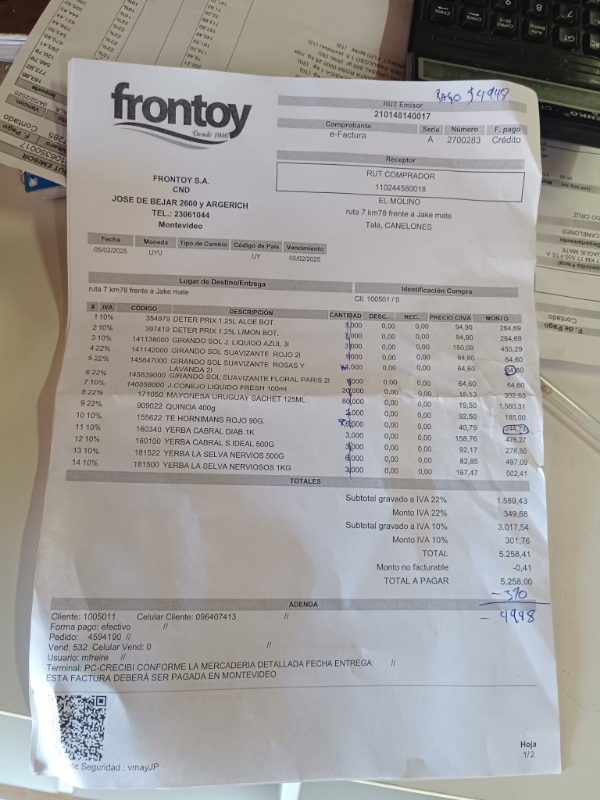 PAGO $4948
frontoy
Desde 1946
RUT Emisor
210148140017
Comprobante Serie Número F. pago
e-Factura A 2700283 Crédito
Receptor
RUT COMPRADOR
110244580018
EL MOLINO
ruta 7 km78 frente a Jake mate
Tala, CANELONES
FRONTOY S.A.
CND
JOSE DE BEJAR 2600 y ARGERICH
TEL.: 23061044
Montevideo
Fecha Moneda Tipo de Cambio Código de País Vencimiento
05/02/2025 UYU UY 05/02/2025
Lugar de Destino/Entrega Identificación Compra
ruta 7 km78 frente a Jake mate CII: 100501 / 0
# IVA CÓDIGO DESCRIPCIÓN CANTIDAD DESC. REC. PRECIO C/IVA MONTO
1 10% 354979 DETER PRIX 1.25L ALOE BOT. 3,000 0,00 0,00 94,90 284,69
2 10% 397419 DETER PRIX 1.25L LIMON BOT. 3,000 0,00 0,00 94,90 284,69
3 10% 141138000 GIRANDO SOL J. LIQUIDO AZUL 3l 3,000 0,00 0,00 150,09 450,29
4 22% 141142000 GIRANDO SOL SUAVIZANTE ROJO 2l 1,000 0,00 0,00 64,60 64,60
5 22% 145847000 GIRANDO SOL SUAVIZANTE ROSAS Y LAVANDA 2l 1,000 0,00 0,00 64,60 64,60
6 22% 145839000 GIRANDO SOL SUAVIZANTE FLORAL PARIS 2l 1,000 0,00 0,00 64,60 64,60
7 10% 140058000 J.CONEJO LIQUIDO FRESH 100ml 20,000 0,00 0,00 15,13 302,53
8 22% 171050 MAYONESA URUGUAY SACHET 125ML 80,000 0,00 0,00 19,50 1.560,31
9 22% 909022 QUINOA 400g 2,000 0,00 0,00 92,50 185,00
10 10% 155622 TE HORNIMANS ROJO 90G. 0,00 0,00 40,79 244,73
11 10% 160340 YERBA CABRAL DIAB.1K 3,000 0,00 0,00 158,76 476,27
12 10% 160100 YERBA CABRAL S.IDEAL 500G 3,000 0,00 0,00 92,17 276,50
13 10% 181522 YERBA LA SELVA NERVIOS 500G 6,000 0,00 0,00 82,85 497,09
14 10% 181500 YERBA LA SELVA NERVIOSOS 1KG 3,000 0,00 0,00 167,47 502,41
TOTALES
Subtotal gravado a IVA 22% 1.589,43
Monto IVA 22% 349,68
Subtotal gravado a IVA 10% 3.017,54
Monto IVA 10% 301,76
TOTAL 5.258,41
Monto no facturable -0,41
TOTAL A PAGAR 5.258,00
-310
- 4948
ADENDA
Cliente: 1005011 Celular Cliente: 096407413 //
Forma pago: efectivo //
Pedido: 4594190 //
Vend: 532 Celular Vend: 0 //
Usuario: mfreire //
Terminal: PC-CRECIBI CONFORME LA MERCADERIA DETALLADA FECHA ENTREGA: //
ESTA FACTURA DEBERÁ SER PAGADA EN MONTEVIDEO
de Seguridad : vmayJP
Hoja
1/2